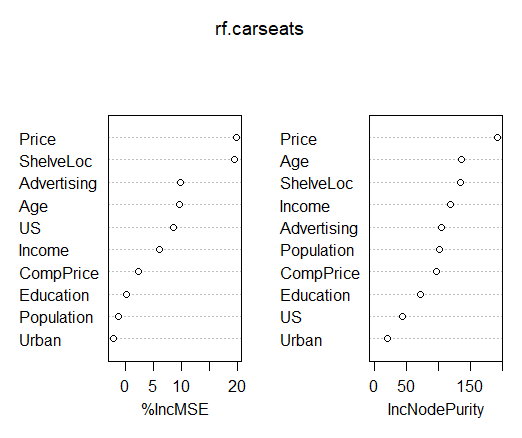 rf.carseats
Price
ShelveLoc
Advertising
Age
US
Income
CompPrice
Education
Population
Urban
0 5 10 20
%IncMSE
Price
Age
ShelveLoc
Income
Advertising
Population
CompPrice
Education
US
Urban
0 50 150
IncNodePurity